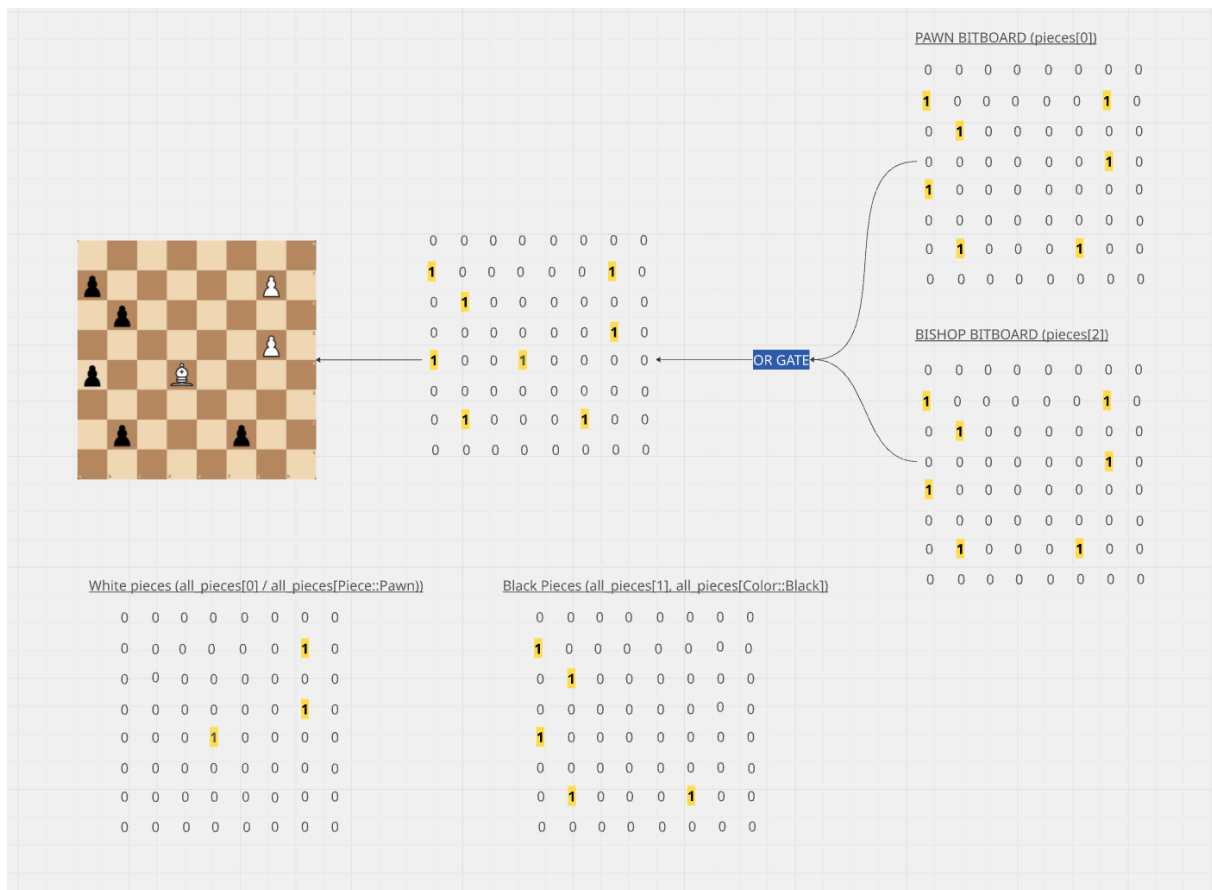 PAWN BITBOARD (pieces[0])
0 0 0 0 0 0 0 0
1 0 0 0 0 0 1 0
0 1 0 0 0 0 0 0
0 0 0 0 0 0 1 0
1 0 0 0 0 0 0 0
0 0 0 0 0 0 0 0
0 1 0 0 0 1 0 0
0 0 0 0 0 0 0 0
0 0 0 0 0 0 0 0
1 0 0 0 0 0 1 0
0 1 0 0 0 0 0 0
0 0 0 0 0 0 1 0
1 0 0 1 0 0 0 0
0 0 0 0 0 0 0 0
0 1 0 0 0 1 0 0
0 0 0 0 0 0 0 0
OR GATE
BISHOP BITBOARD (pieces[2])
0 0 0 0 0 0 0 0
1 0 0 0 0 0 1 0
0 1 0 0 0 0 0 0
0 0 0 0 0 0 1 0
1 0 0 0 0 0 0 0
0 0 0 0 0 0 0 0
0 1 0 0 0 1 0 0
0 0 0 0 0 0 0 0
White pieces (all_pieces[0] / all_pieces[Piece::Pawn))
0 0 0 0 0 0 0 0
0 0 0 0 0 0 1 0
0 0 0 0 0 0 0 0
0 0 0 0 0 0 1 0
0 0 0 1 0 0 0 0
0 0 0 0 0 0 0 0
0 0 0 0 0 0 0 0
0 0 0 0 0 0 0 0
Black Pieces (all_pieces[1], all_pieces[Color::Black])
0 0 0 0 0 0 0 0
1 0 0 0 0 0 0 0
0 1 0 0 0 0 0 0
0 0 0 0 0 0 0 0
1 0 0 0 0 0 0 0
0 0 0 0 0 0 0 0
0 1 0 0 0 1 0 0
0 0 0 0 0 0 0 0